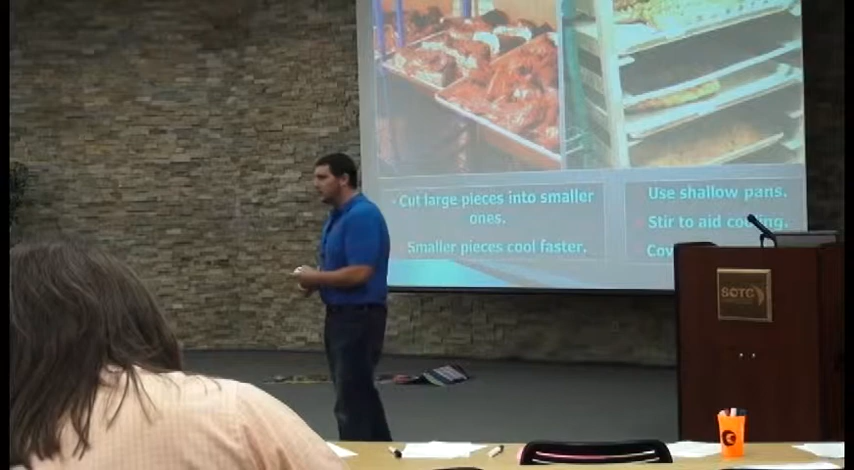 - Cut large pieces into smaller
ones.
Smaller pieces cool faster.
Use shallow pans.
Stir to aid cooling.
SCTC